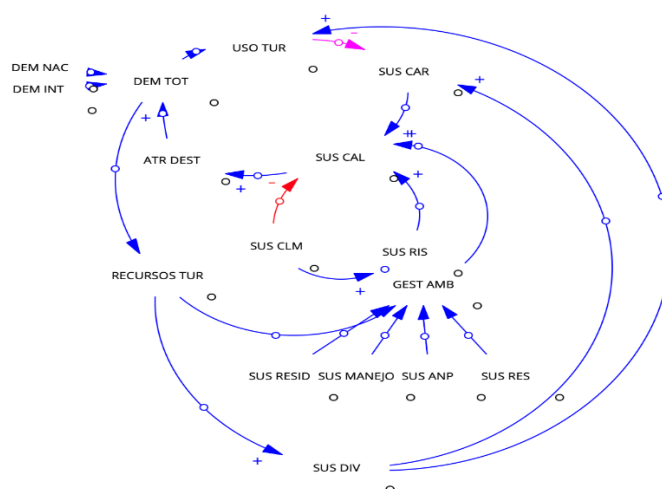 USO TUR
DEM NAC
SUS CAR
DEM TOT
DEM INT
ATR DEST
SUS CAL
SUS CLM
SUS RIS
RECURSOS TUR
GEST AMB
SUS RESID
SUS MANEJO
SUS ANP
SUS RES
SUS DIV